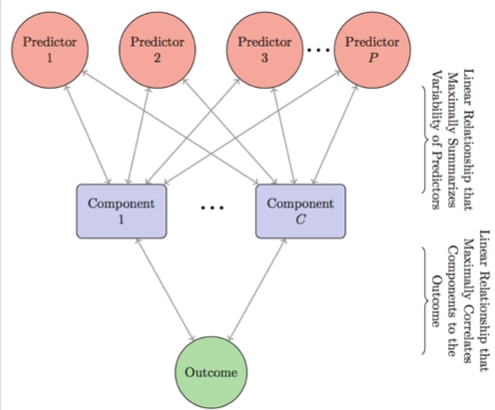 Predictor
1
Predictor
2
Predictor
3
...
Predictor
P
Linear Relationship that
Maximally Summarizes
Variability of Predictors
Component
1
...
Component
C
Linear Relationship that
Maximally Correlates
Components to the
Outcome
Outcome